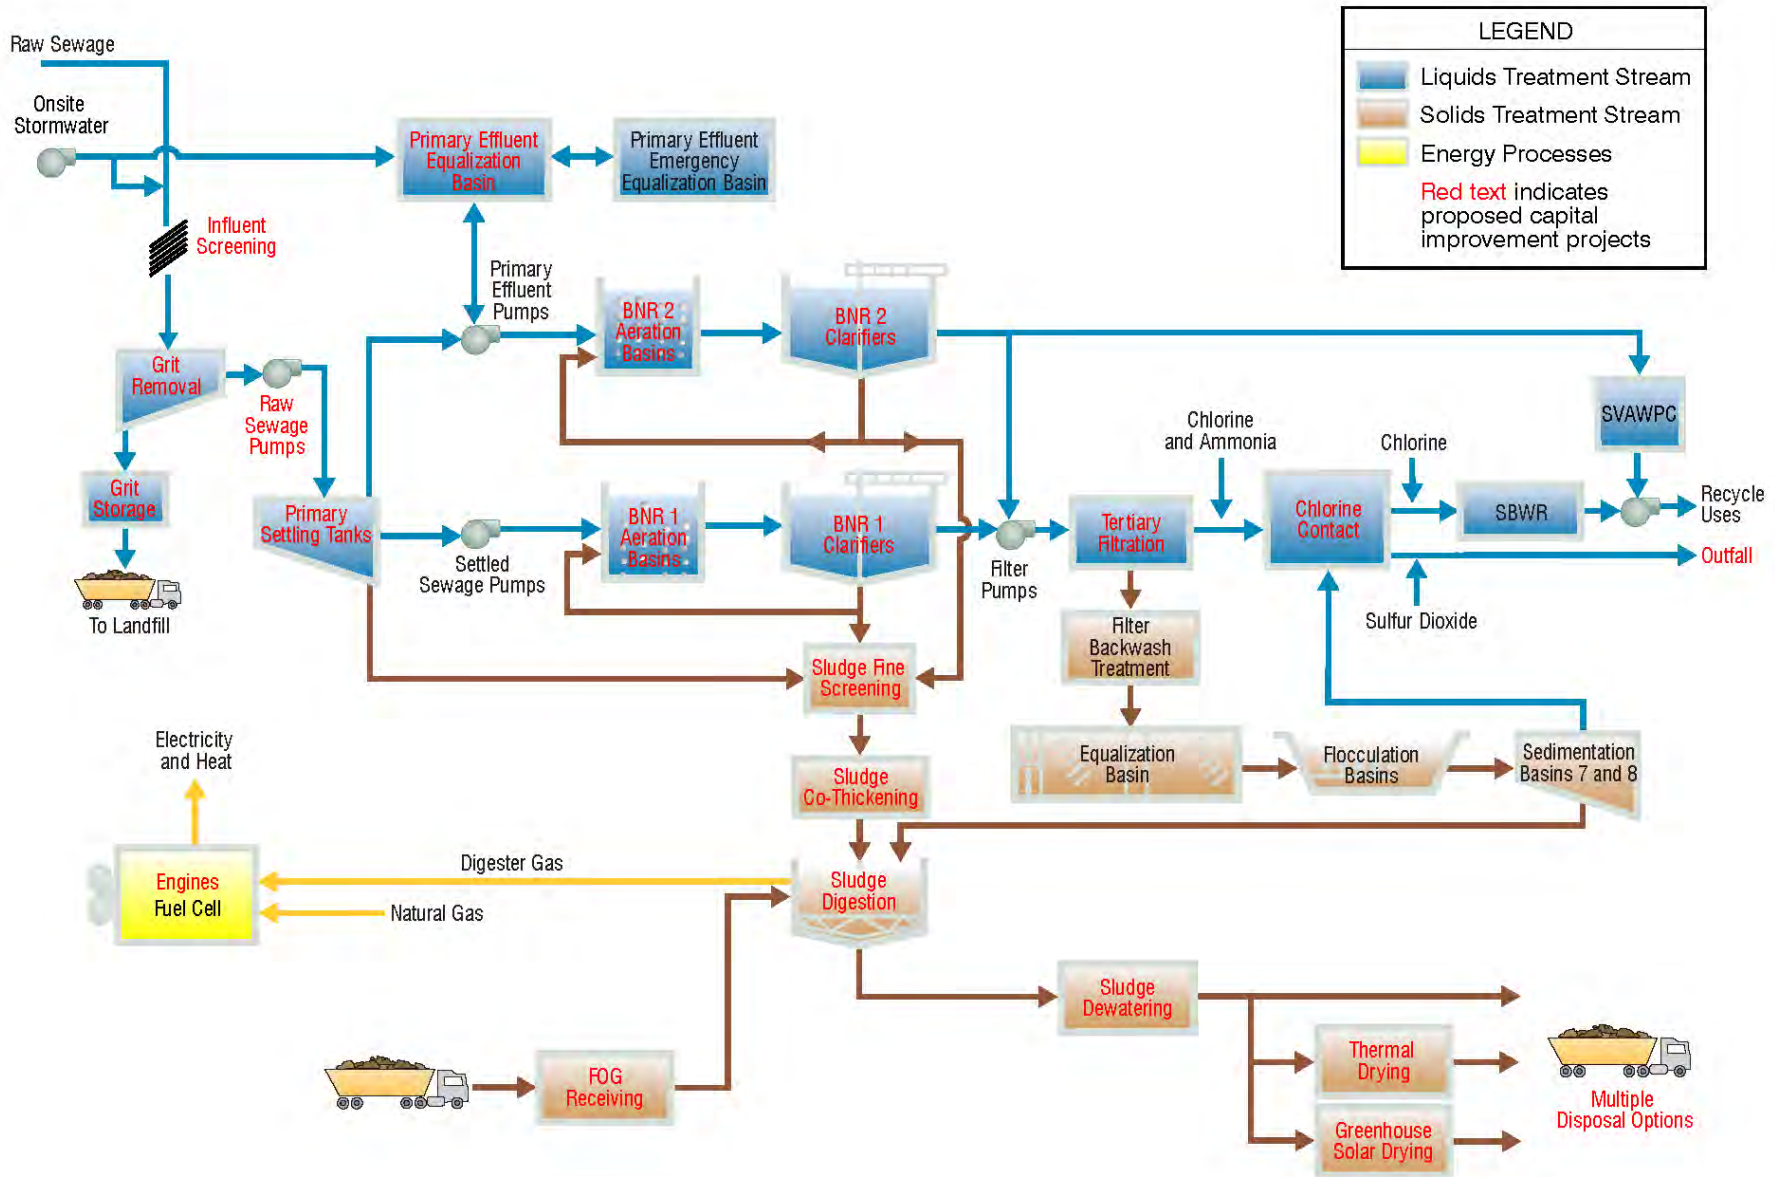 Raw Sewage
Onsite
Stormwater
Influent
Screening
Grit
Removal
Raw
Sewage
Pumps
Grit
Storage
To Landfill
Primary
Settling Tanks
Primary Effluent
Equalization
Basin
Primary Effluent
Emergency
Equalization Basin
Primary
Effluent
Pumps
BNR 2
Aeration
Basins
BNR 2
Clarifiers
Settled
Sewage Pumps
BNR 1
Aeration
Basins
BNR 1
Clarifiers
Filter
Pumps
Tertiary
Filtration
Chlorine
and Ammonia
Chlorine
Contact
Chlorine
SBWR
SVAWPC
Recycle
Uses
Outfall
Sulfur Dioxide
Filter
Backwash
Treatment
Equalization
Basin
Flocculation
Basins
Sedimentation
Basins 7 and 8
Sludge Fine
Screening
Sludge
Co-Thickening
Sludge
Digestion
Digester Gas
Natural Gas
Electricity
and Heat
Engines
Fuel Cell
FOG
Receiving
Sludge
Dewatering
Thermal
Drying
Greenhouse
Solar Drying
Multiple
Disposal Options
LEGEND
Liquids Treatment Stream
Solids Treatment Stream
Energy Processes
Red text indicates
proposed capital
improvement projects